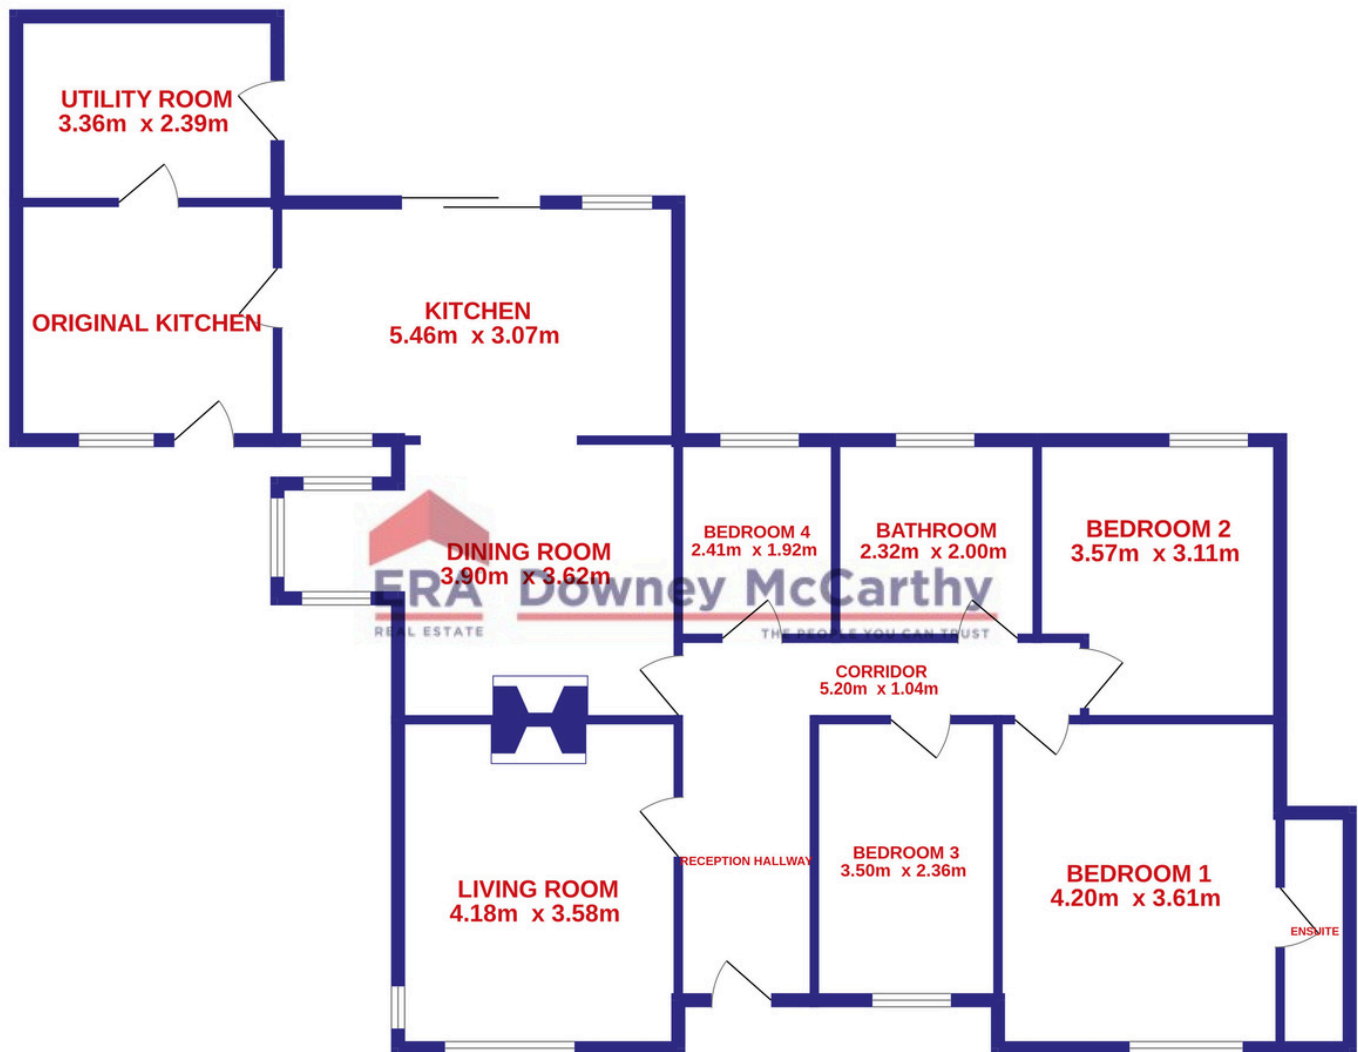 UTILITY ROOM
3.36m x 2.39m
ORIGINAL KITCHEN
KITCHEN
5.46m x 3.07m
DINING ROOM
3.90m x 3.62m
BEDROOM 4
2.41m x 1.92m
BATHROOM
2.32m x 2.00m
BEDROOM 2
3.57m x 3.11m
ERA Downey McCarthy
REAL ESTATE
THE PEOPLE YOU CAN TRUST
CORRIDOR
5.20m x 1.04m
LIVING ROOM
4.18m x 3.58m
RECEPTION HALLWAY
BEDROOM 3
3.50m x 2.36m
BEDROOM 1
4.20m x 3.61m
ENSUITE